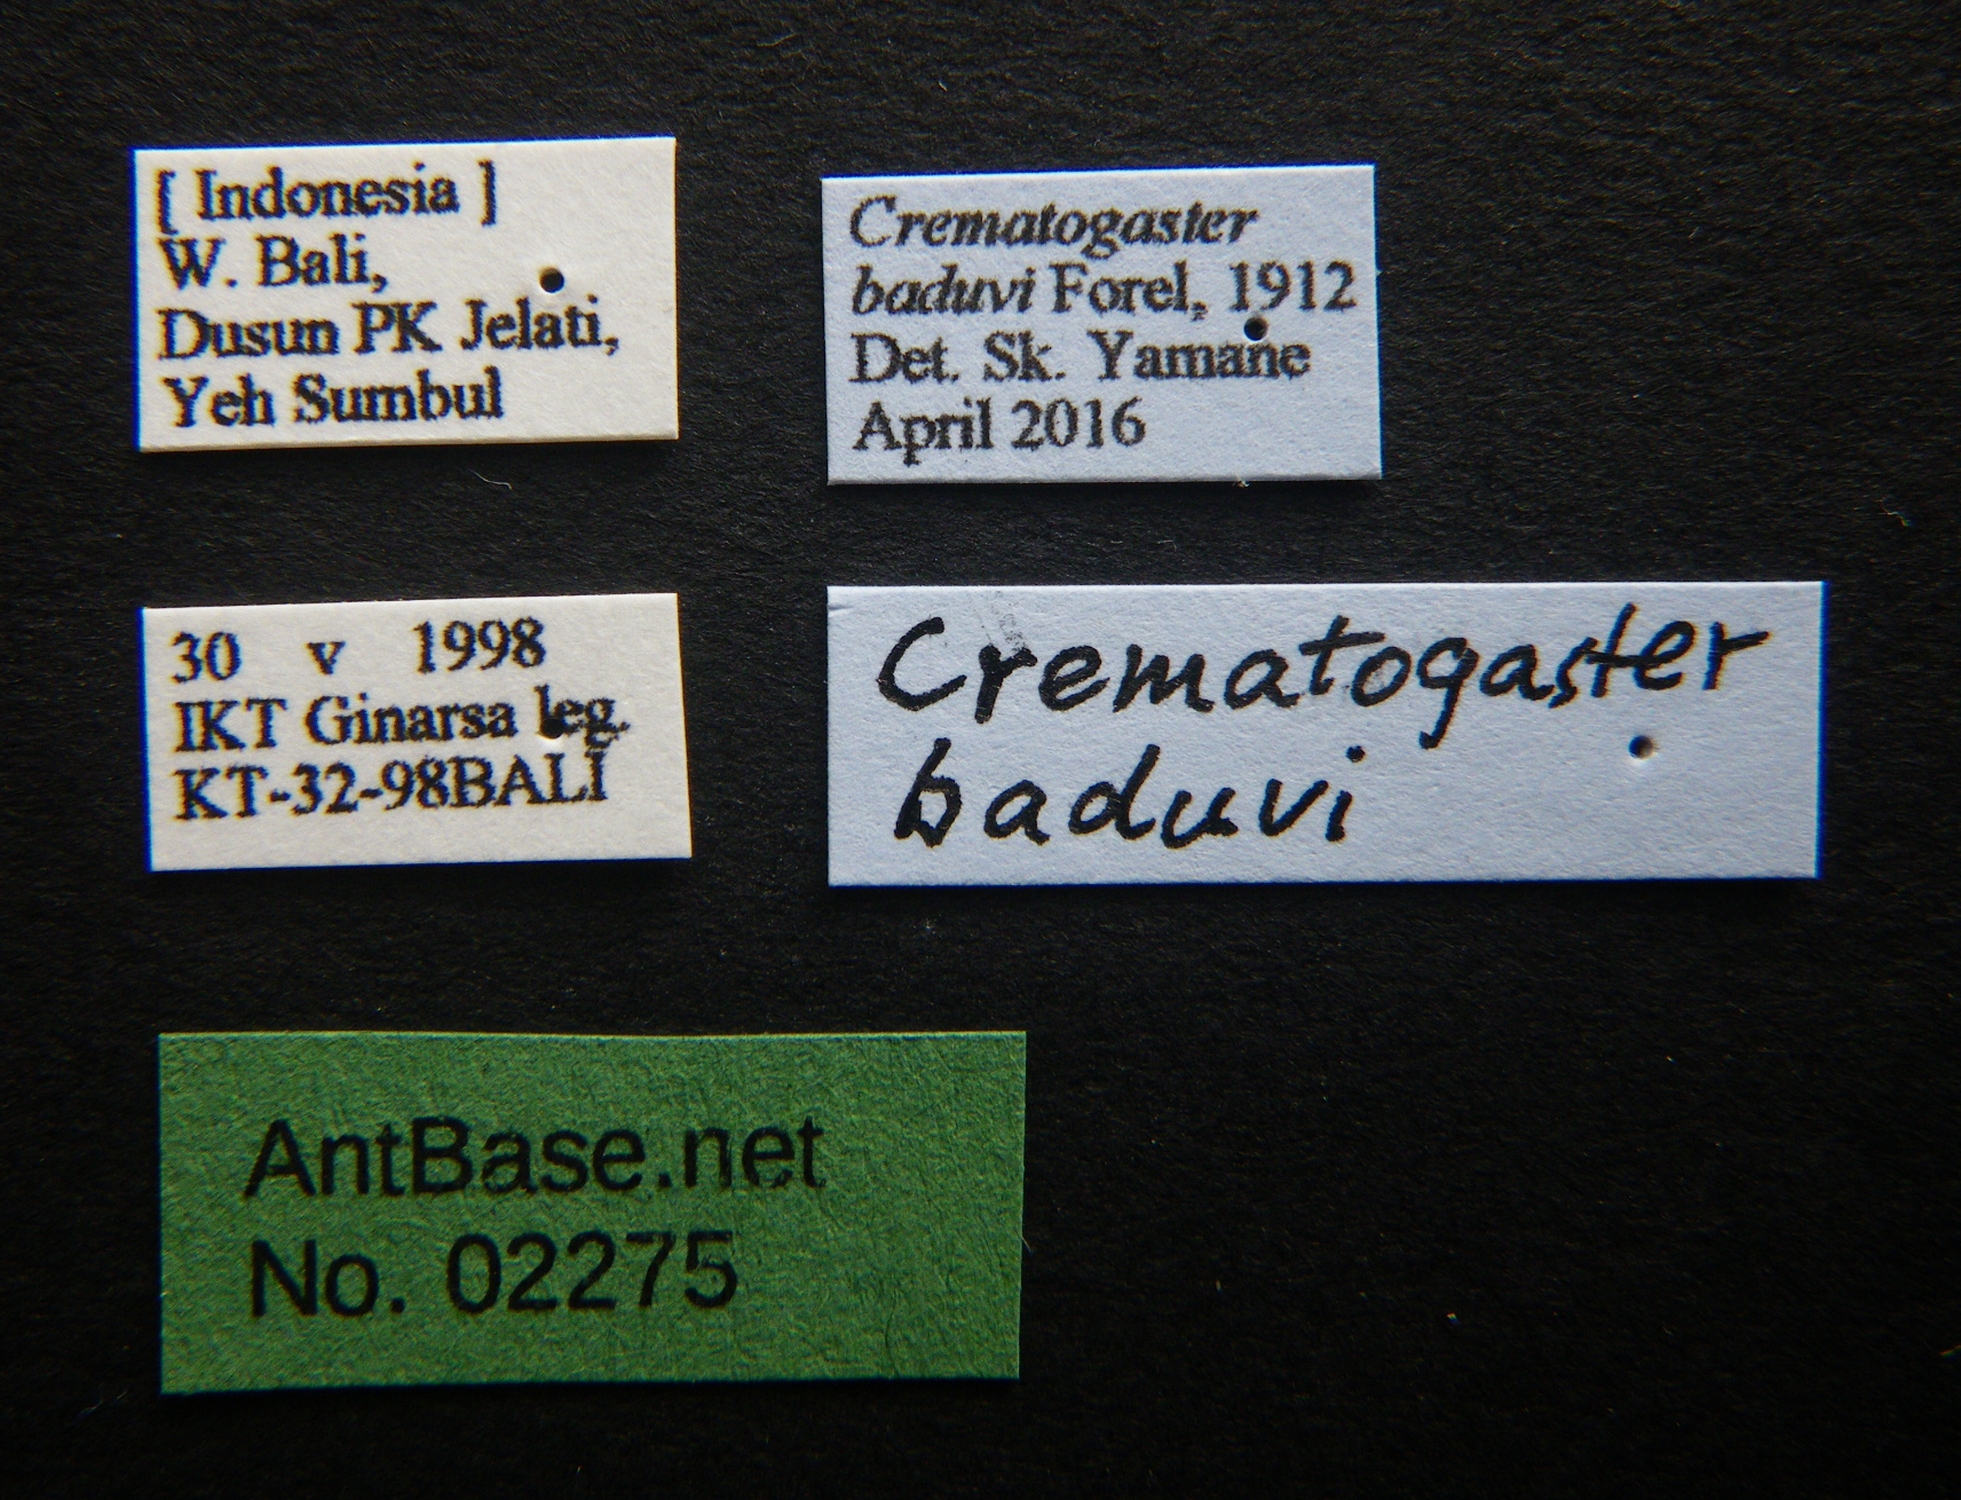 [ Indonesia ]
W. Bali,
Dusun PK Jelati,
Yeh Sumbul
Crematogaster
baduvi Forel, 1912
Det. Sk. Yamane
April 2016
30 v 1998
IKT Ginarsa leg.
KT-32-98BALI
Crematogaster
baduvi
AntBase.net
No. 02275